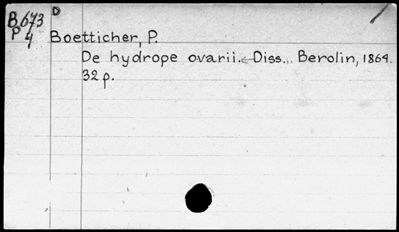 B673 D
P4 Boetticher, P.
De hydrope ovarii. Diss., Berolin, 1864.
32 p.